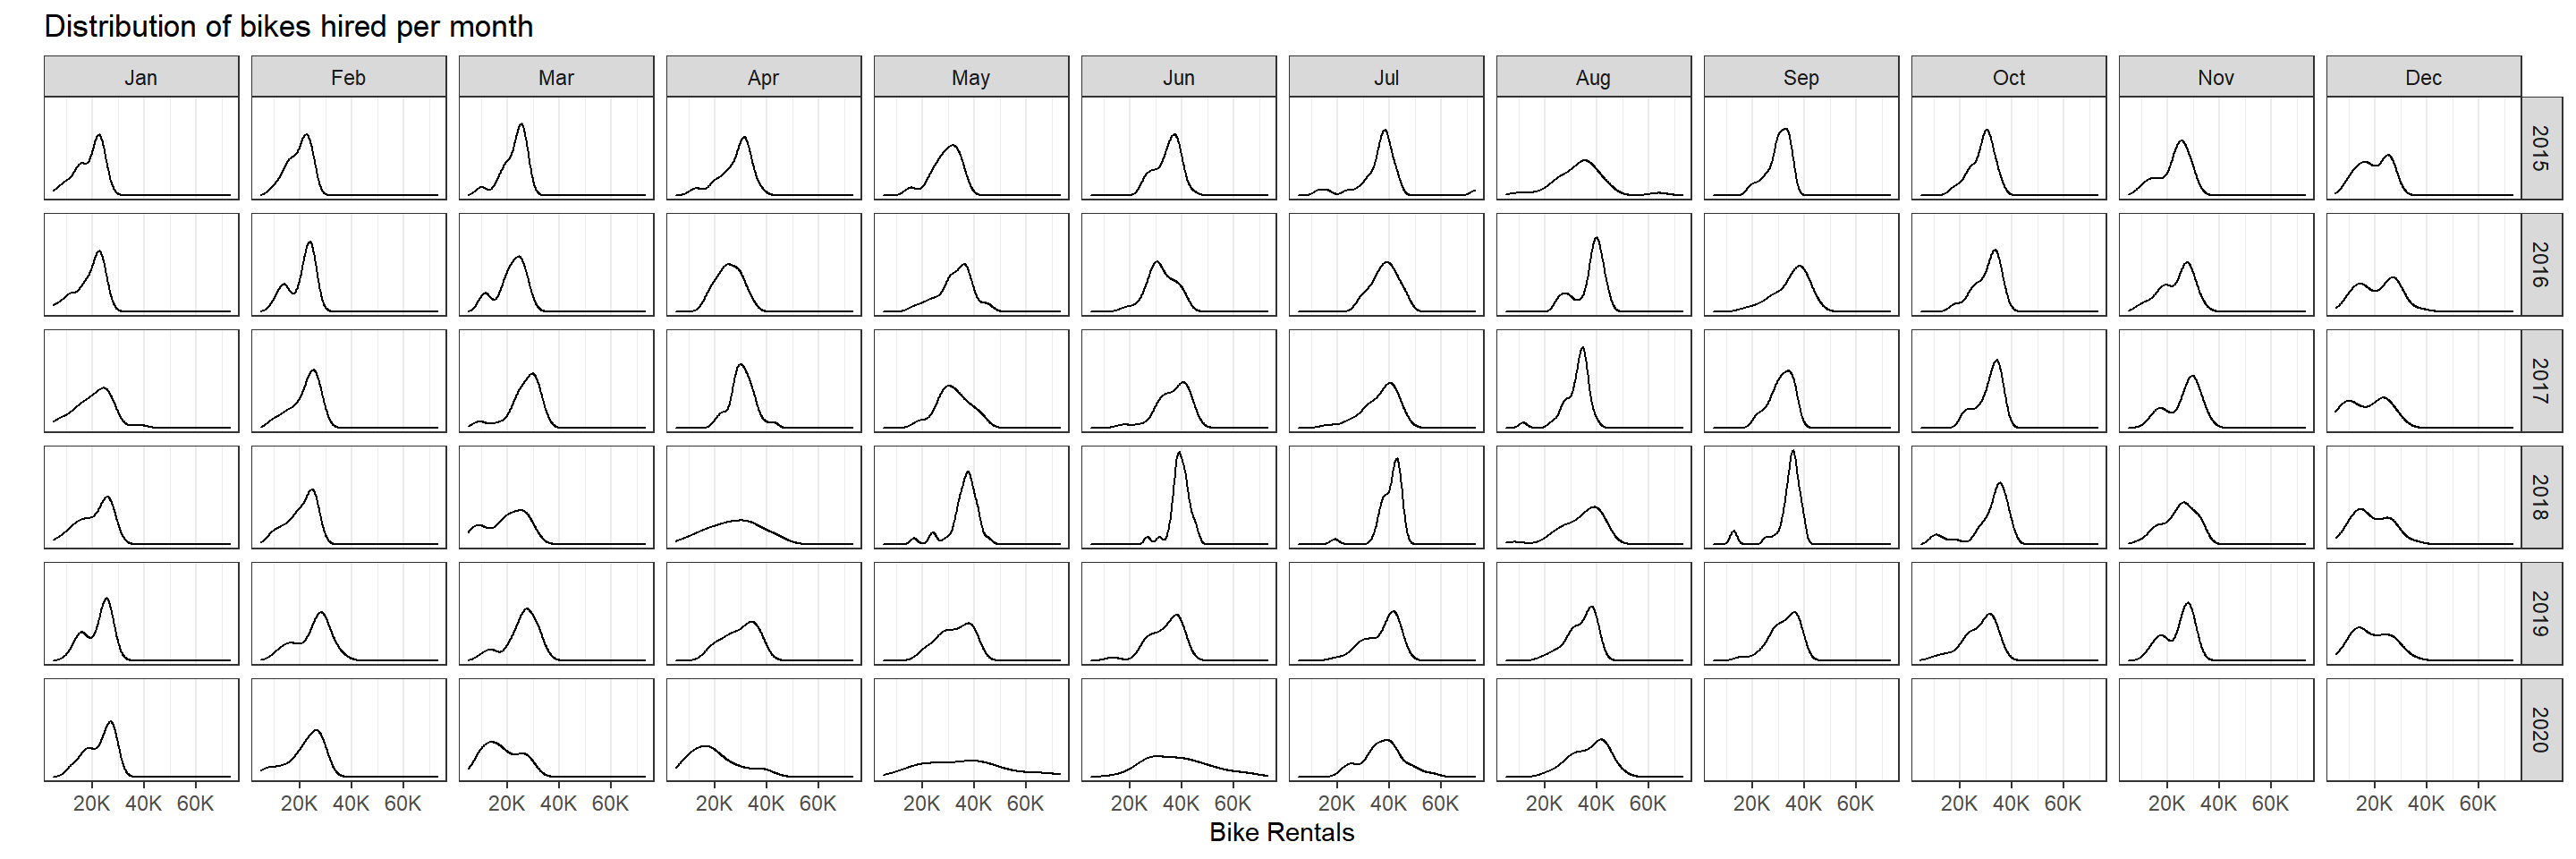 Distribution of bikes hired per month
Jan Feb Mar Apr May Jun Jul Aug Sep Oct Nov Dec
2015
2016
2017
2018
2019
2020
20K 40K 60K 20K 40K 60K 20K 40K 60K 20K 40K 60K 20K 40K 60K 20K 40K 60K 20K 40K 60K 20K 40K 60K 20K 40K 60K 20K 40K 60K 20K 40K 60K 20K 40K 60K
Bike Rentals